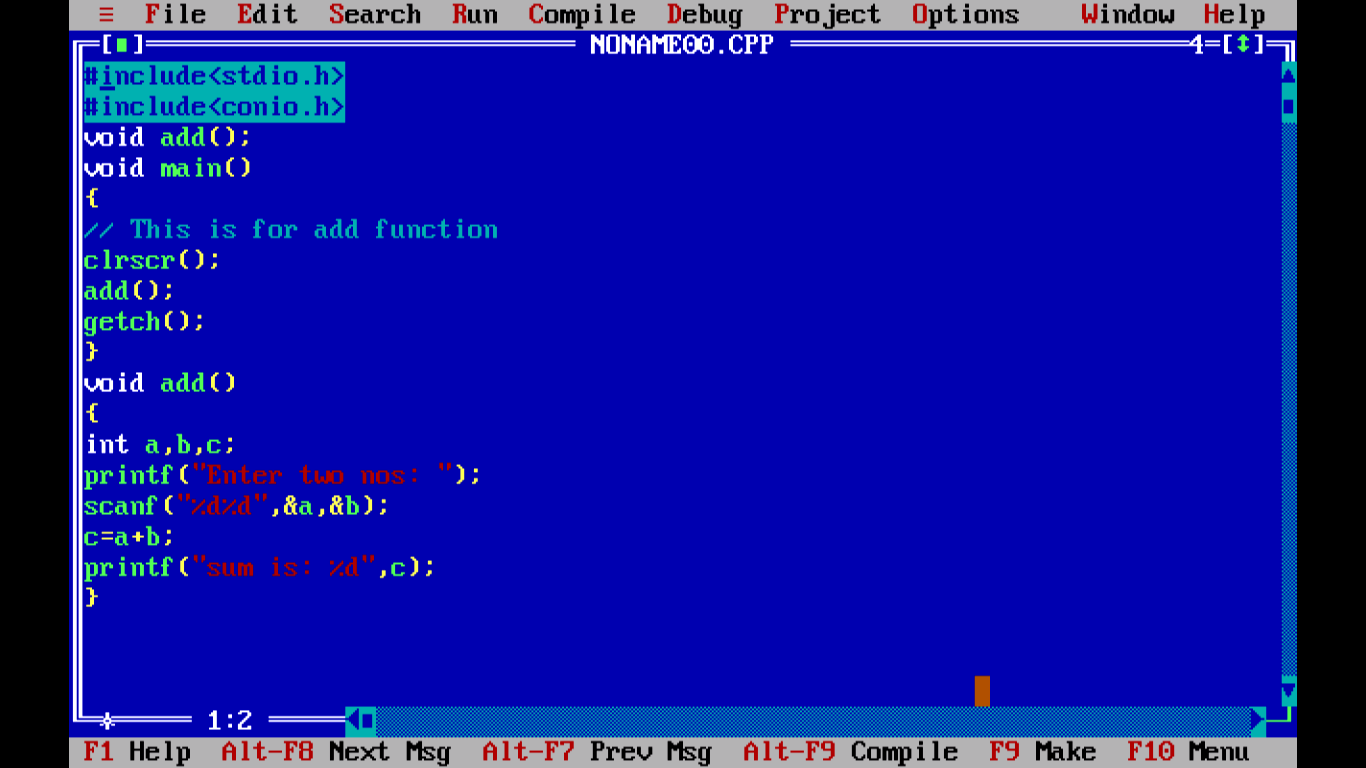 ≡ File Edit Search Run Compile Debug Project Options Window Help
[■] NONAME00.CPP 4=[↕]
#include<stdio.h>
#include<conio.h>
void add();
void main()
{
// This is for add function
clrscr();
add();
getch();
}
void add()
{
int a,b,c;
printf("Enter two nos: ");
scanf("%d%d",&a,&b);
c=a+b;
printf("sum is: %d",c);
}
1:2
F1 Help Alt-F8 Next Msg Alt-F7 Prev Msg Alt-F9 Compile F9 Make F10 Menu